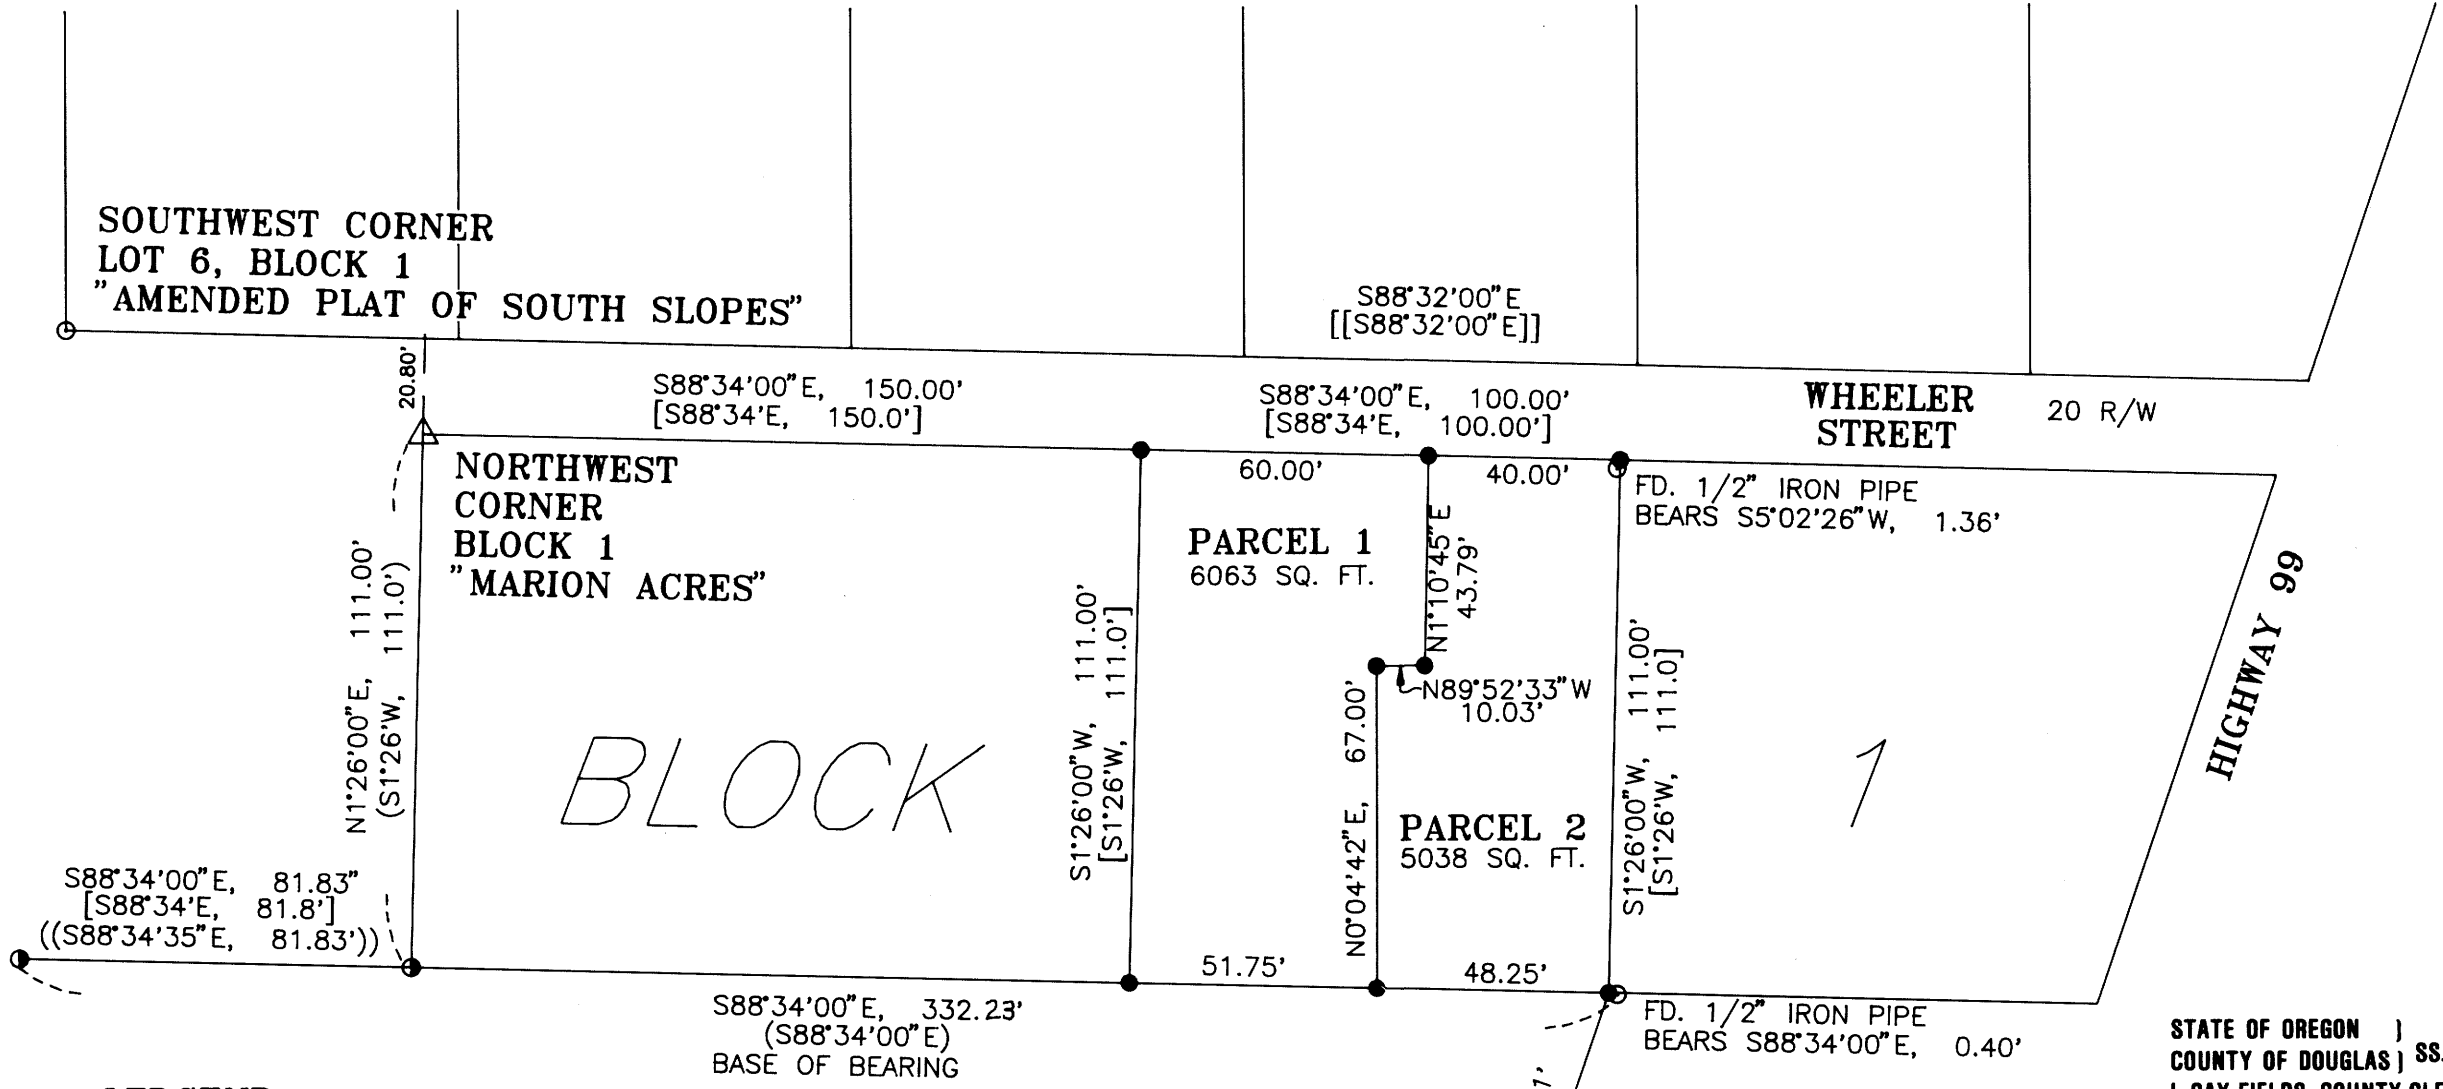 SOUTHWEST CORNER
LOT 6, BLOCK 1
"AMENDED PLAT OF SOUTH SLOPES"
S88°32'00"E
[[S88°32'00"E]]
20.80'
S88°34'00"E, 150.00'
[S88°34'E, 150.0']
S88°34'00"E, 100.00'
[S88°34'E, 100.00']
WHEELER
STREET
20 R/W
NORTHWEST
CORNER
BLOCK 1
"MARION ACRES"
60.00'
40.00'
FD. 1/2" IRON PIPE
BEARS S5°02'26"W, 1.36'
PARCEL 1
6063 SQ. FT.
N1°10'45"E
43.79'
N89°52'33"W
10.03'
N1°26'00"E, 111.00'
(S1°26'W, 111.0')
S1°26'00"W, 111.00'
[S1°26'W, 111.0']
N0°04'42"E, 67.00'
S1°26'00"W, 111.00'
[S1°26'W, 111.0]
HIGHWAY 99
BLOCK
1
PARCEL 2
5038 SQ. FT.
S88°34'00"E, 81.83"
[S88°34'E, 81.8']
((S88°34'35"E, 81.83'))
51.75'
48.25'
S88°34'00"E, 332.23'
(S88°34'00"E)
BASE OF BEARING
FD. 1/2" IRON PIPE
BEARS S88°34'00"E, 0.40'
STATE OF OREGON )
COUNTY OF DOUGLAS) SS.